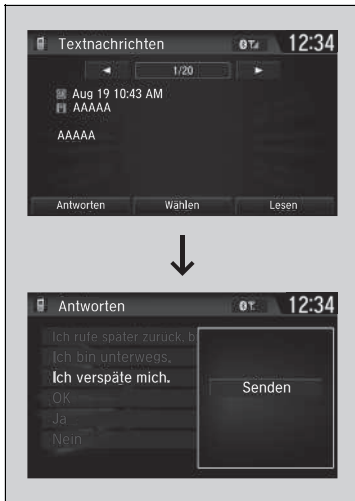 Textnachrichten 12:34
1/20
Aug 19 10:43 AM
AAAAA
AAAAA
Antworten Wählen Lesen
Antworten 12:34
Ich rufe später zurück, b
Ich bin unterwegs,
Ich verspäte mich.
Senden
OK
Ja
Nein